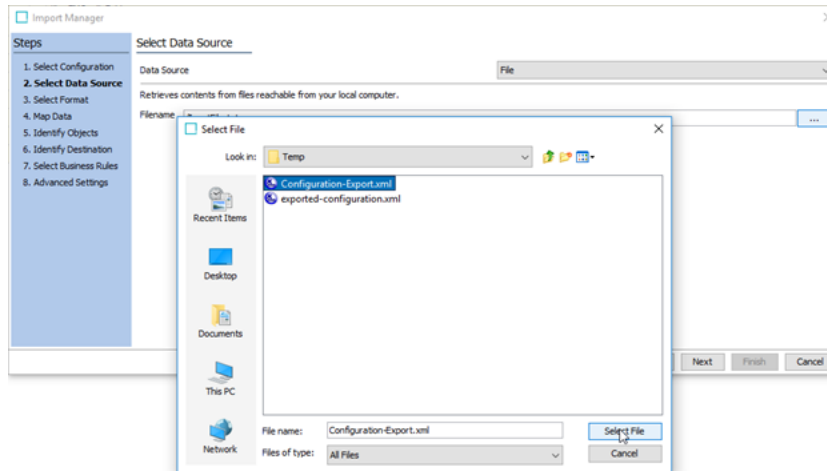 Import Manager
Steps
1. Select Configuration
2. Select Data Source
3. Select Format
4. Map Data
5. Identify Objects
6. Identify Destination
7. Select Business Rules
8. Advanced Settings
Select Data Source
Data Source
File
Retrieves contents from files reachable from your local computer.
Filename
...
Select File
Look in:
Temp
Recent Items
Desktop
Documents
This PC
Network
Configuration-Export.xml
exported-configuration.xml
File name:
Configuration-Export.xml
Select File
Files of type:
All Files
Cancel
Next
Finish
Cancel